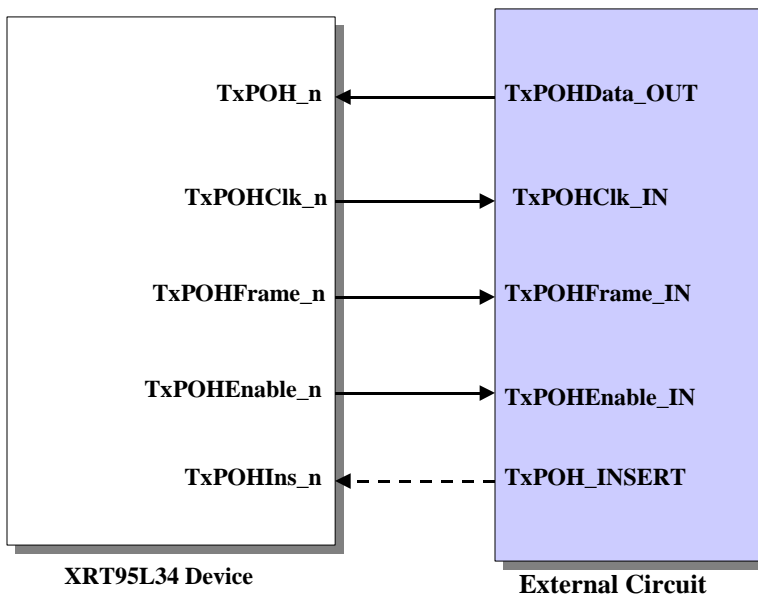 TxPOH_n
TxPOHData_OUT
TxPOHClk_n
TxPOHClk_IN
TxPOHFrame_n
TxPOHFrame_IN
TxPOHEnable_n
TxPOHEnable_IN
TxPOHIns_n
TxPOH_INSERT
XRT95L34 Device
External Circuit